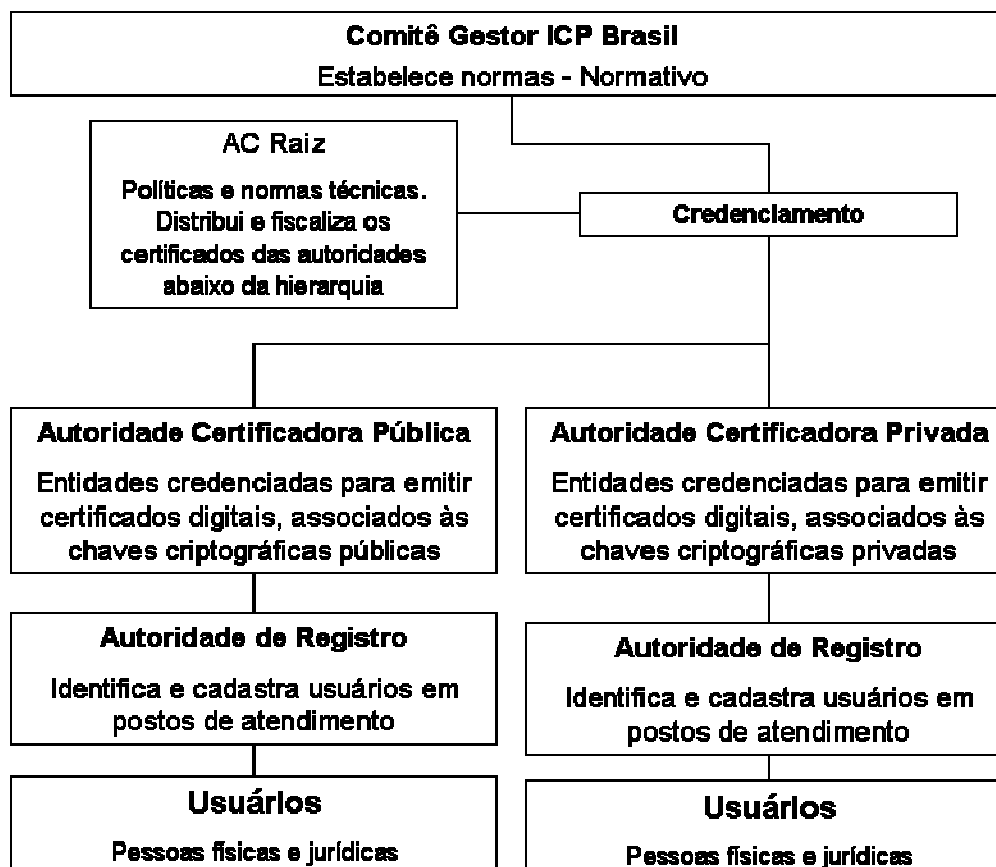 Comitê Gestor ICP Brasil
Estabelece normas - Normativo
AC Raiz
Políticas e normas técnicas.
Distribui e fiscaliza os
certificados das autoridades
abaixo da hierarquia
Credenciamento
Autoridade Certificadora Pública
Entidades credenciadas para emitir
certificados digitais, associados às
chaves criptográficas públicas
Autoridade Certificadora Privada
Entidades credenciadas para emitir
certificados digitais, associados às
chaves criptográficas privadas
Autoridade de Registro
Identifica e cadastra usuários em
postos de atendimento
Autoridade de Registro
Identifica e cadastra usuários em
postos de atendimento
Usuários
Pessoas físicas e jurídicas
Usuários
Pessoas físicas e jurídicas